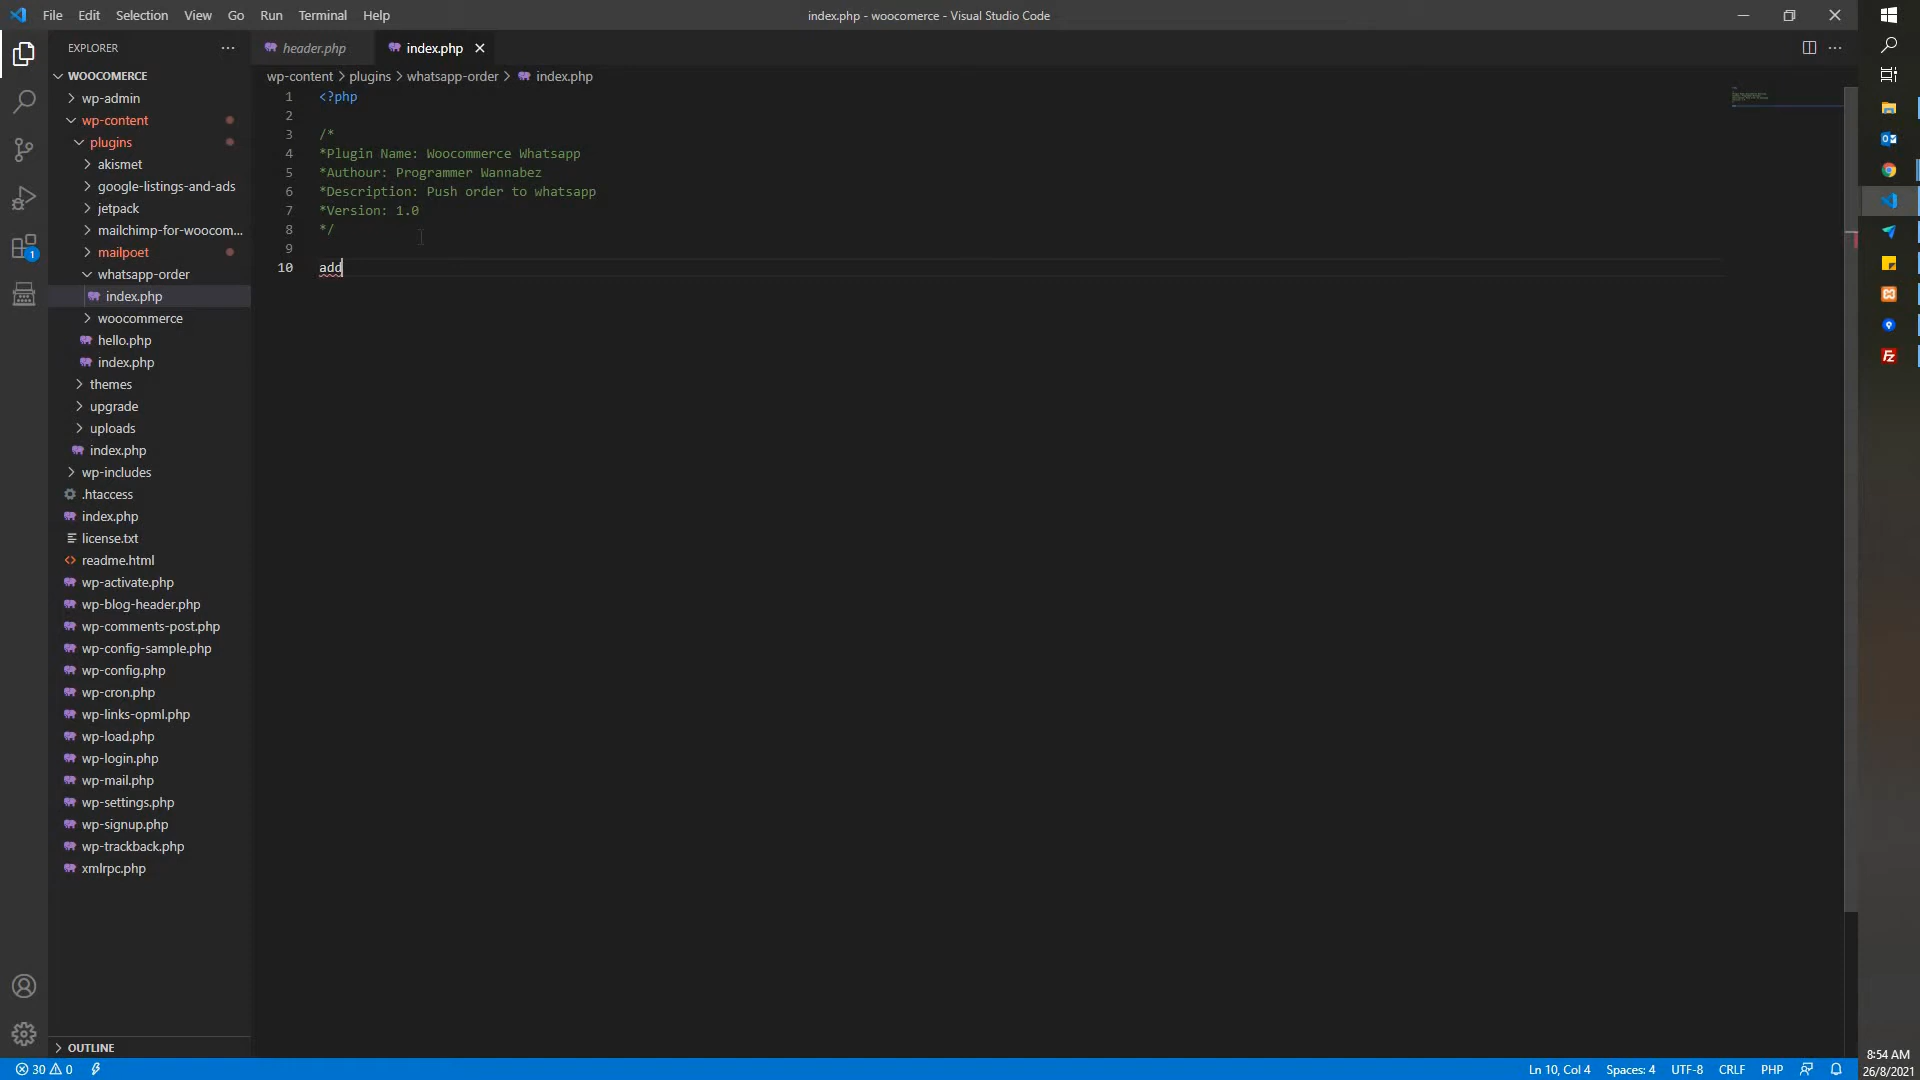 File Edit Selection View Go Run Terminal Help
index.php - woocomerce - Visual Studio Code
EXPLORER
header.php
index.php
WOOCOMERCE
wp-admin
wp-content
plugins
akismet
google-listings-and-ads
jetpack
mailchimp-for-woocom...
mailpoet
whatsapp-order
index.php
woocommerce
hello.php
index.php
themes
upgrade
uploads
index.php
wp-includes
.htaccess
index.php
license.txt
readme.html
wp-activate.php
wp-blog-header.php
wp-comments-post.php
wp-config-sample.php
wp-config.php
wp-cron.php
wp-links-opml.php
wp-load.php
wp-login.php
wp-mail.php
wp-settings.php
wp-signup.php
wp-trackback.php
xmlrpc.php
OUTLINE
1
wp-content > plugins > whatsapp-order > index.php
1 <?php
2
3 /*
4 *Plugin Name: Woocommerce Whatsapp
5 *Authour: Programmer Wannabez
6 *Description: Push order to whatsapp
7 *Version: 1.0
8 */
9
10 add
30 0
Ln 10, Col 4 Spaces: 4 UTF-8 CRLF PHP
8:54 AM
26/8/2021